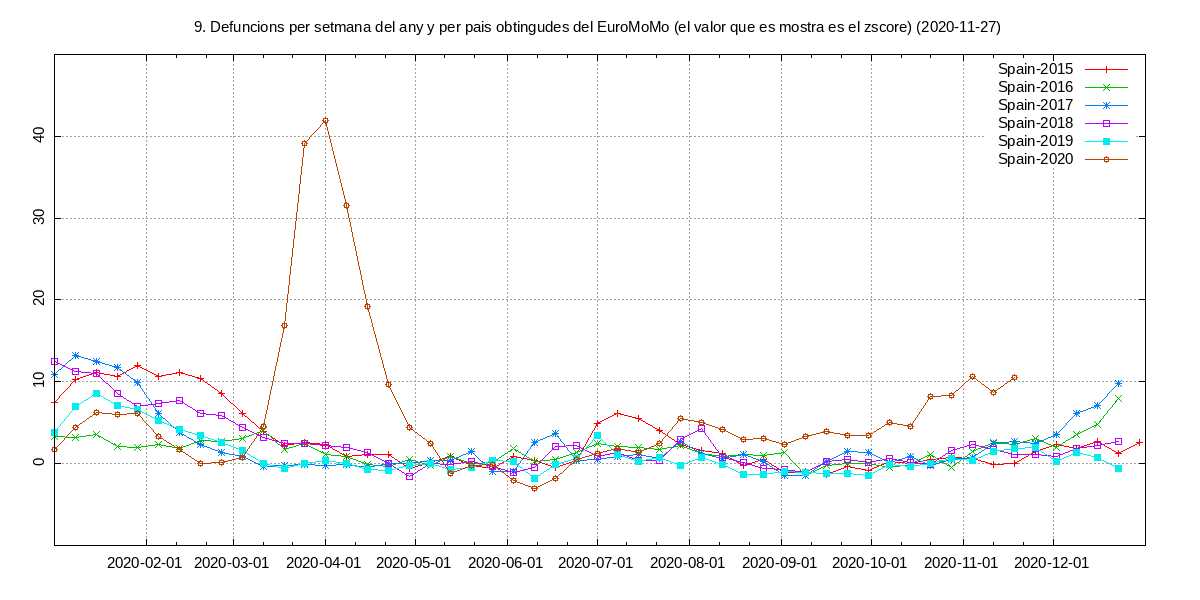 9. Defuncions per setmana del any y per pais obtingudes del EuroMoMo (el valor que es mostra es el zscore) (2020-11-27)
Spain-2015
Spain-2016
Spain-2017
Spain-2018
Spain-2019
Spain-2020
40
30
20
10
0
2020-02-01 2020-03-01 2020-04-01 2020-05-01 2020-06-01 2020-07-01 2020-08-01 2020-09-01 2020-10-01 2020-11-01 2020-12-01